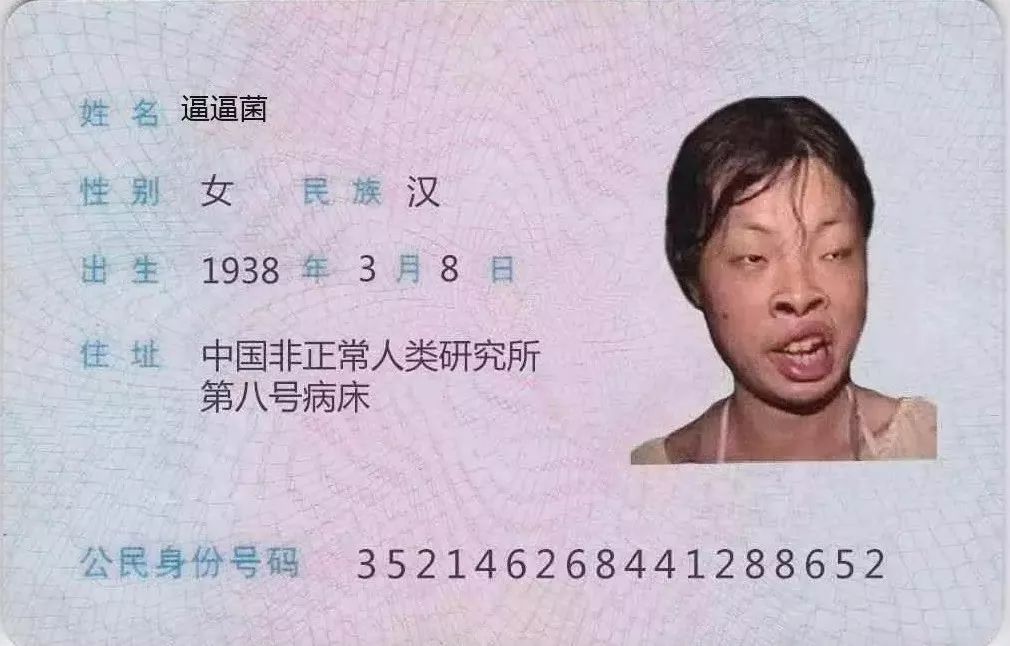 姓名 逼逼菌
性别 女 民族 汉
出生 1938 年 3 月 8 日
住址 中国非正常人类研究所
第八号病床
公民身份号码 352146268441288652